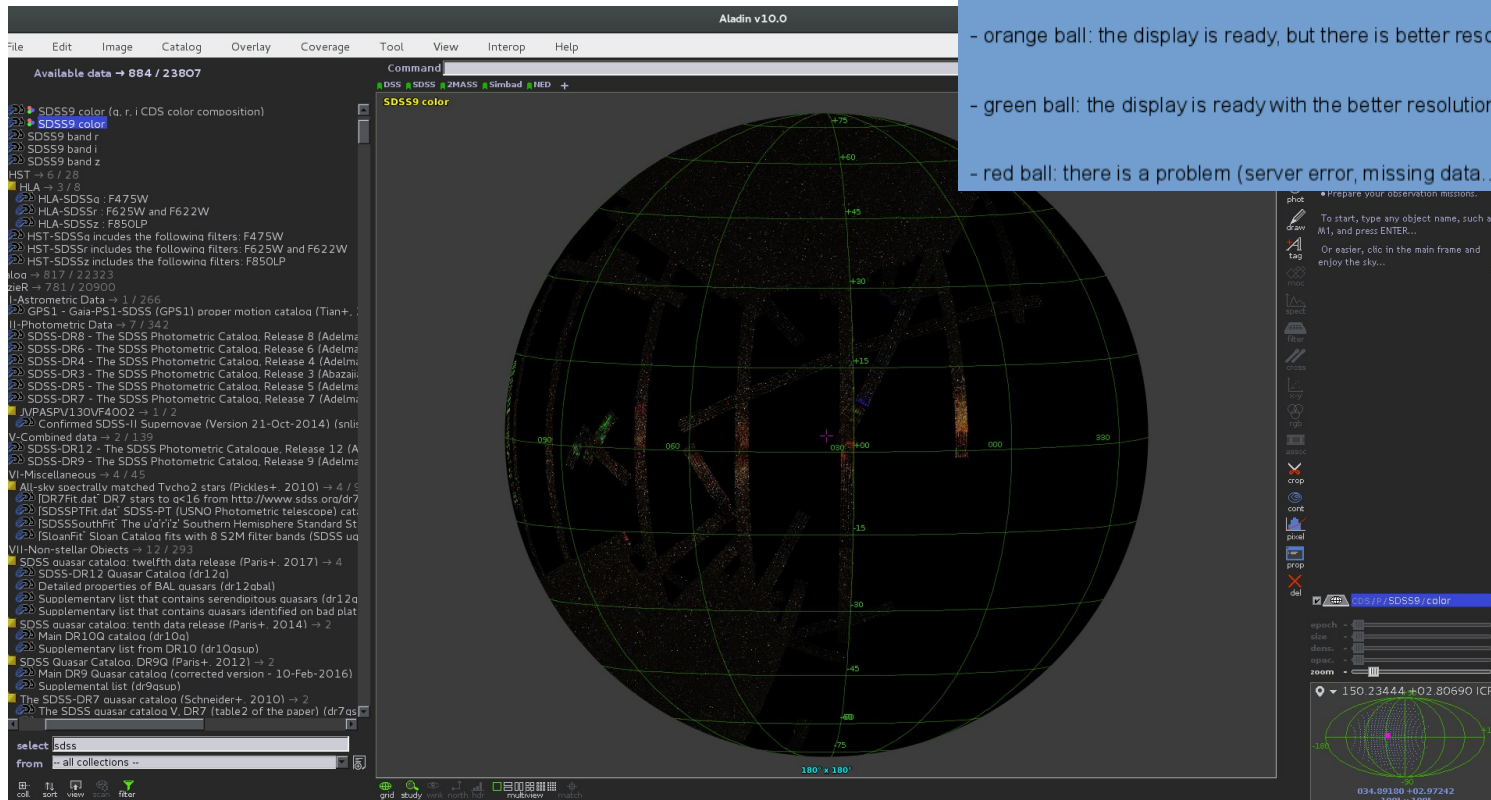 Aladin v10.0
- orange ball: the display is ready, but there is better reso
- green ball: the display is ready with the better resolution
- red ball: there is a problem (server error, missing data..
File Edit Image Catalog Overlay Coverage Tool View Interop Help
Available data → 884 / 23807
Command
DSS SDSS 2MASS Simbad NED +
SDSS9 color (g, r, i CDS color composition)
SDSS9 color
SDSS9 band r
SDSS9 band i
SDSS9 band z
HST → 6 / 28
HLA → 3 / 8
HLA-SDSSg : F475W
HLA-SDSSr : F625W and F622W
HLA-SDSSz : F850LP
HST-SDSSg incudes the following filters: F475W
HST-SDSSr includes the following filters: F625W and F622W
HST-SDSSz includes the following filters: F850LP
alog → 817 / 22323
zieR → 781 / 20900
I-Astrometric Data → 1 / 266
GPS1 - Gaia-PS1-SDSS (GPS1) proper motion catalog (Tian+,
II-Photometric Data → 7 / 342
SDSS-DR8 - The SDSS Photometric Catalog, Release 8 (Adelma
SDSS-DR6 - The SDSS Photometric Catalog, Release 6 (Adelma
SDSS-DR4 - The SDSS Photometric Catalog, Release 4 (Adelma
SDSS-DR3 - The SDSS Photometric Catalog, Release 3 (Abazaji
SDSS-DR5 - The SDSS Photometric Catalog, Release 5 (Adelma
SDSS-DR7 - The SDSS Photometric Catalog, Release 7 (Adelma
JVPASPV/130VF4002 → 1 / 2
Confirmed SDSS-II Supernovae (Version 21-Oct-2014) (snlis
V-Combined data → 2 / 139
SDSS-DR12 - The SDSS Photometric Catalogue, Release 12 (A
SDSS-DR9 - The SDSS Photometric Catalog, Release 9 (Adelma
VI-Miscellaneous → 4 / 45
All-sky spectrally matched Tycho2 stars (Pickles+. 2010) → 4 / 9
[DR7Fit.dat" DR7 stars to g<16 from http://www.sdss.org/dr7
[SDSSPTFit.dat" SDSS-PT (USNO Photometric telescope) cat
[SDSSSouthFit" The u'g'r'i'z' Southern Hemisphere Standard St
[SloanFit" Sloan Catalog fits with 8 S2M filter bands (SDSS ug
VII-Non-stellar Objects → 12 / 293
SDSS quasar catalog: twelfth data release (Paris+. 2017) → 4
SDSS-DR12 Quasar Catalog (dr12q)
Detailed properties of BAL quasars (dr12qbal)
Supplementary list that contains serendipitous quasars (dr12q
Supplementary list that contains quasars identified on bad plat
SDSS quasar catalog: tenth data release (Paris+. 2014) → 2
Main DR10Q catalog (dr10q)
Supplementary list from DR10 (dr10qsup)
SDSS Quasar Catalog. DR9Q (Paris+. 2012) → 2
Main DR9 Quasar catalog (corrected version - 10-Feb-2016)
Supplemental list (dr9qsup)
The SDSS-DR7 quasar catalog (Schneider+. 2010) → 2
The SDSS quasar catalog V, DR7 (table2 of the paper) (dr7qs
select sdss
from -- all collections --
coll. sort view scan filter
SDSS9 color
+75
+60
+45
+30
+15
090 060 030 +00 000 330
-15
-30
-45
-60
-75
180° x 180°
grid study wink north hdr multiview match
phot
draw
tag
moc
spect
filter
cross
x-y
rgb
assoc
crop
cont
pixel
prop
del
• Prepare your observation missions.
To start, type any object name, such a
M1, and press ENTER...
Or easier, clic in the main frame and
enjoy the sky...
CDS/P/SDSS9/color
epoch
size
dens.
opac.
zoom
150.23444 +02.80690 ICR
-180
-90
034.89180 +02.97242